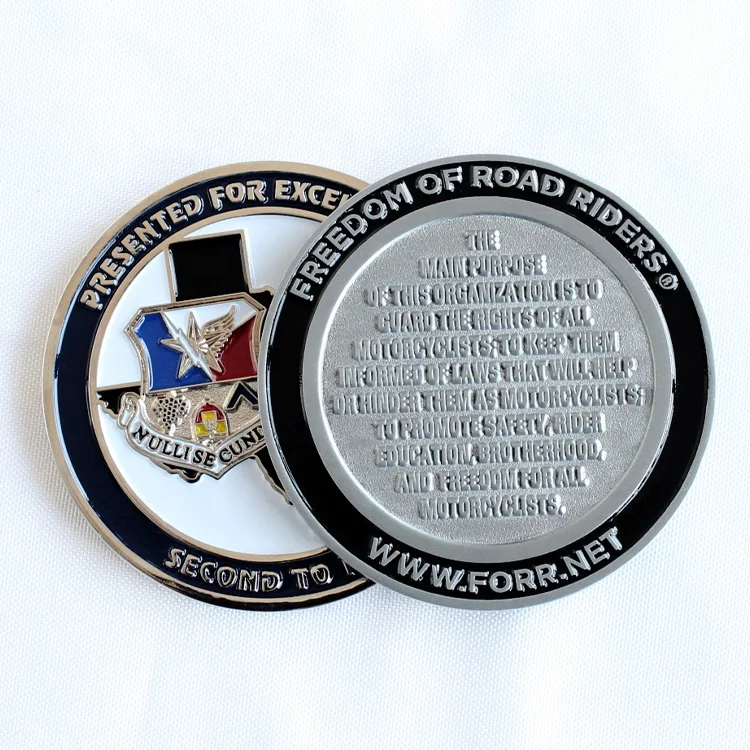 PRESENTED FOR EXCE
NULLI SECUND
SECOND TO
FREEDOM OF ROAD RIDERS®
THE
MAIN PURPOSE
OF THIS ORGANIZATION IS TO
GUARD THE RIGHTS OF ALL
MOTORCYCLISTS; TO KEEP THEM
INFORMED OF LAWS THAT WILL HELP
OR HINDER THEM AS MOTORCYCLISTS;
TO PROMOTE SAFETY, RIDER
EDUCATION, BROTHERHOOD,
AND FREEDOM FOR ALL
MOTORCYCLISTS.
WWW.FORR.NET